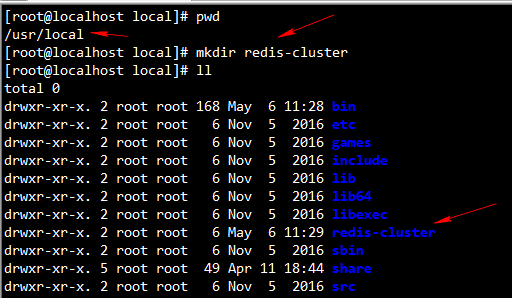 [root@localhost local]# pwd
/usr/local
[root@localhost local]# mkdir redis-cluster
[root@localhost local]# ll
total 0
drwxr-xr-x. 2 root root 168 May  6 11:28 bin
drwxr-xr-x. 2 root root   6 Nov  5  2016 etc
drwxr-xr-x. 2 root root   6 Nov  5  2016 games
drwxr-xr-x. 2 root root   6 Nov  5  2016 include
drwxr-xr-x. 2 root root   6 Nov  5  2016 lib
drwxr-xr-x. 2 root root   6 Nov  5  2016 lib64
drwxr-xr-x. 2 root root   6 Nov  5  2016 libexec
drwxr-xr-x. 2 root root   6 May  6 11:29 redis-cluster
drwxr-xr-x. 2 root root   6 Nov  5  2016 sbin
drwxr-xr-x. 5 root root  49 Apr 11 18:44 share
drwxr-xr-x. 2 root root   6 Nov  5  2016 src